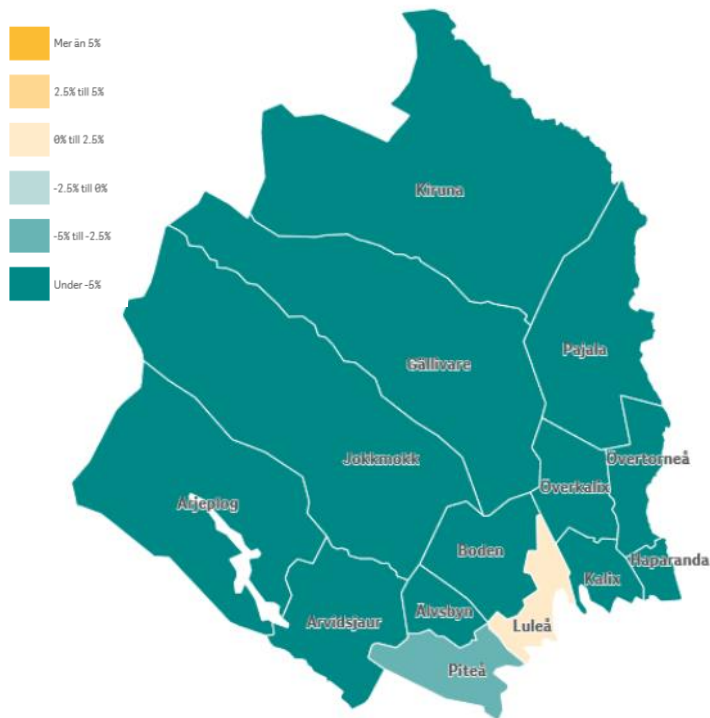 Mer än 5%
2.5% till 5%
0% till 2.5%
-2.5% till 0%
-5% till -2.5%
Under -5%
Kiruna
Pajala
Gällivare
Jokkmokk
Övertorneå
Överkalix
Arjeplog
Boden
Haparanda
Kalix
Älvsbyn
Arvidsjaur
Luleå
Piteå